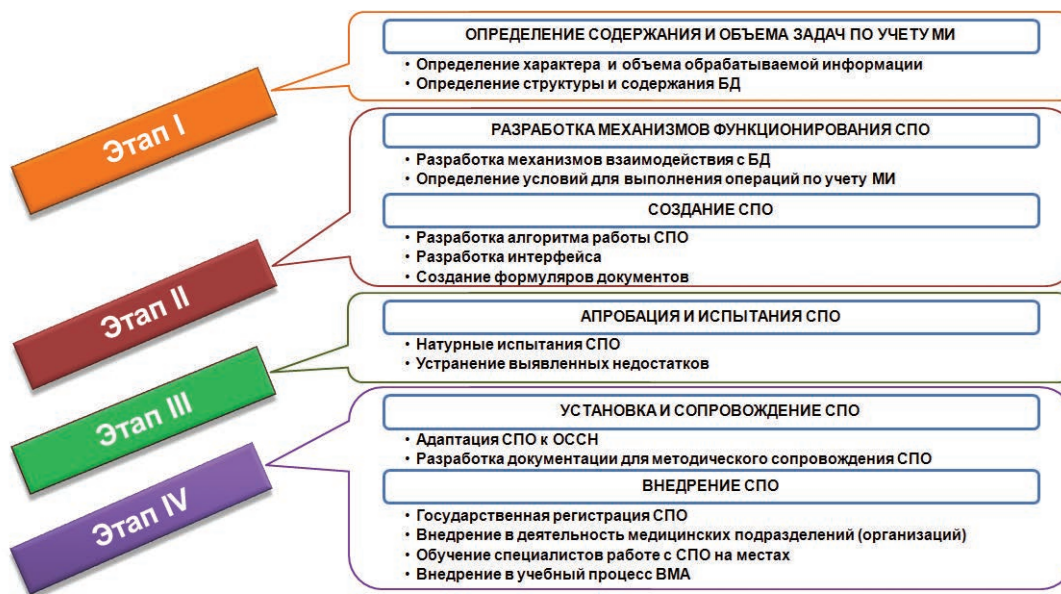 Этап I
ОПРЕДЕЛЕНИЕ СОДЕРЖАНИЯ И ОБЪЕМА ЗАДАЧ ПО УЧЕТУ МИ
• Определение характера и объема обрабатываемой информации
• Определение структуры и содержания БД
Этап II
РАЗРАБОТКА МЕХАНИЗМОВ ФУНКЦИОНИРОВАНИЯ СПО
• Разработка механизмов взаимодействия с БД
• Определение условий для выполнения операций по учету МИ
СОЗДАНИЕ СПО
• Разработка алгоритма работы СПО
• Разработка интерфейса
• Создание формуляров документов
Этап III
АПРОБАЦИЯ И ИСПЫТАНИЯ СПО
• Натурные испытания СПО
• Устранение выявленных недостатков
Этап IV
УСТАНОВКА И СОПРОВОЖДЕНИЕ СПО
• Адаптация СПО к ОССН
• Разработка документации для методического сопровождения СПО
ВНЕДРЕНИЕ СПО
• Государственная регистрация СПО
• Внедрение в деятельность медицинских подразделений (организаций)
• Обучение специалистов работе с СПО на местах
• Внедрение в учебный процесс ВМА